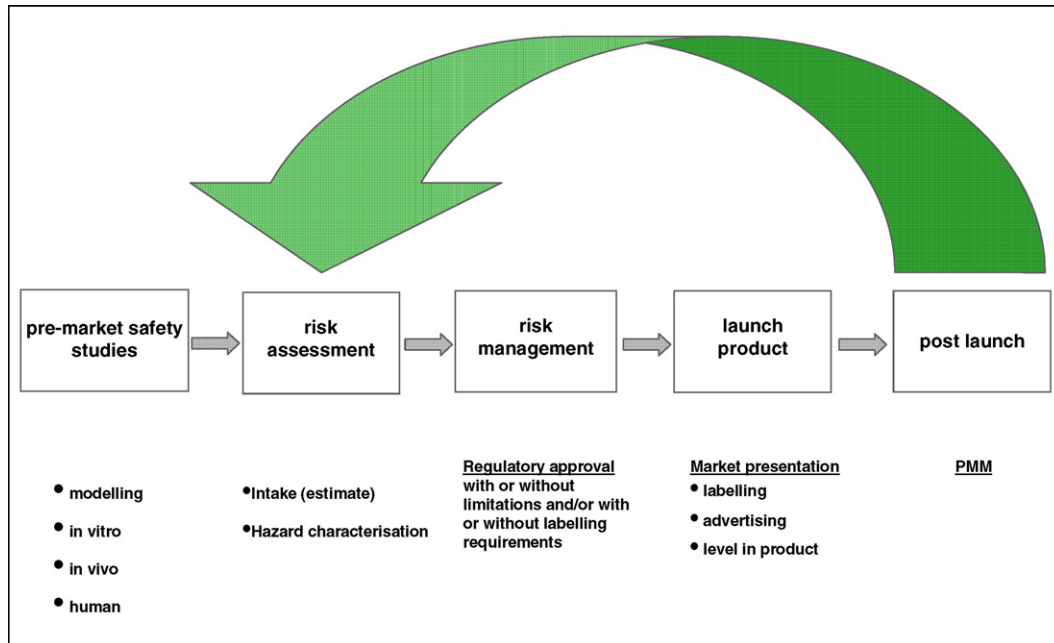 pre-market safety
studies
risk
assessment
risk
management
launch
product
post launch
• modelling
• in vitro
• in vivo
• human
•Intake (estimate)
•Hazard characterisation
Regulatory approval
with or without
limitations and/or with
or without labelling
requirements
Market presentation
• labelling
• advertising
• level in product
PMM